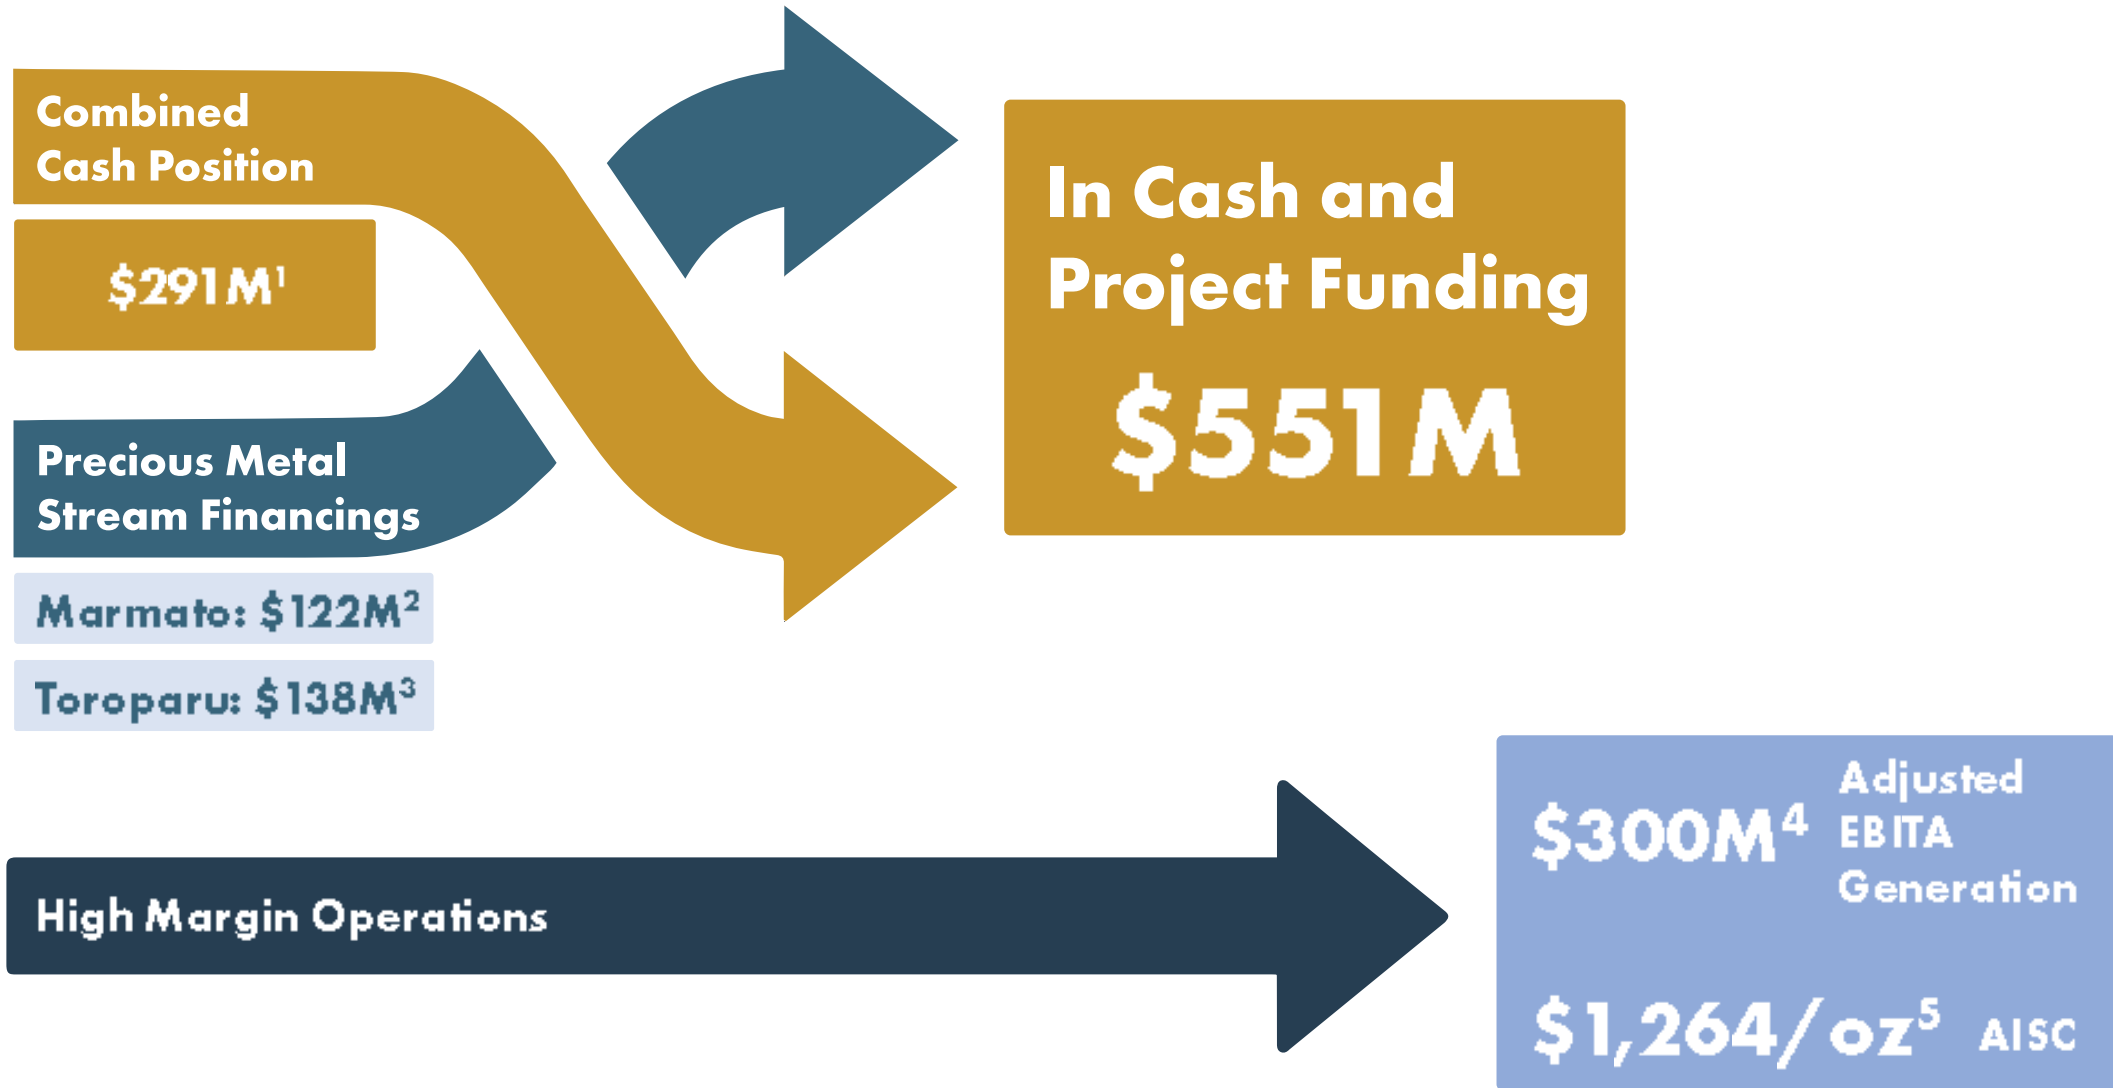 Combined
Cash Position
$291M¹
Precious Metal
Stream Financings
Marmato: $122M²
Toroparu: $138M³
In Cash and
Project Funding
$551M
High Margin Operations
$300M⁴
Adjusted
EBITA
Generation
$1,264/oz⁵ AISC